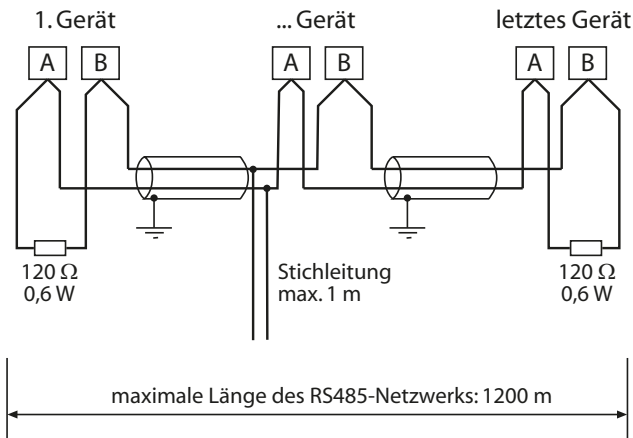 1. Gerät ... Gerät letztes Gerät
A B A B A B
120 Ω
0,6 W
Stichleitung
max. 1 m
120 Ω
0,6 W
maximale Länge des RS485-Netzwerks: 1200 m